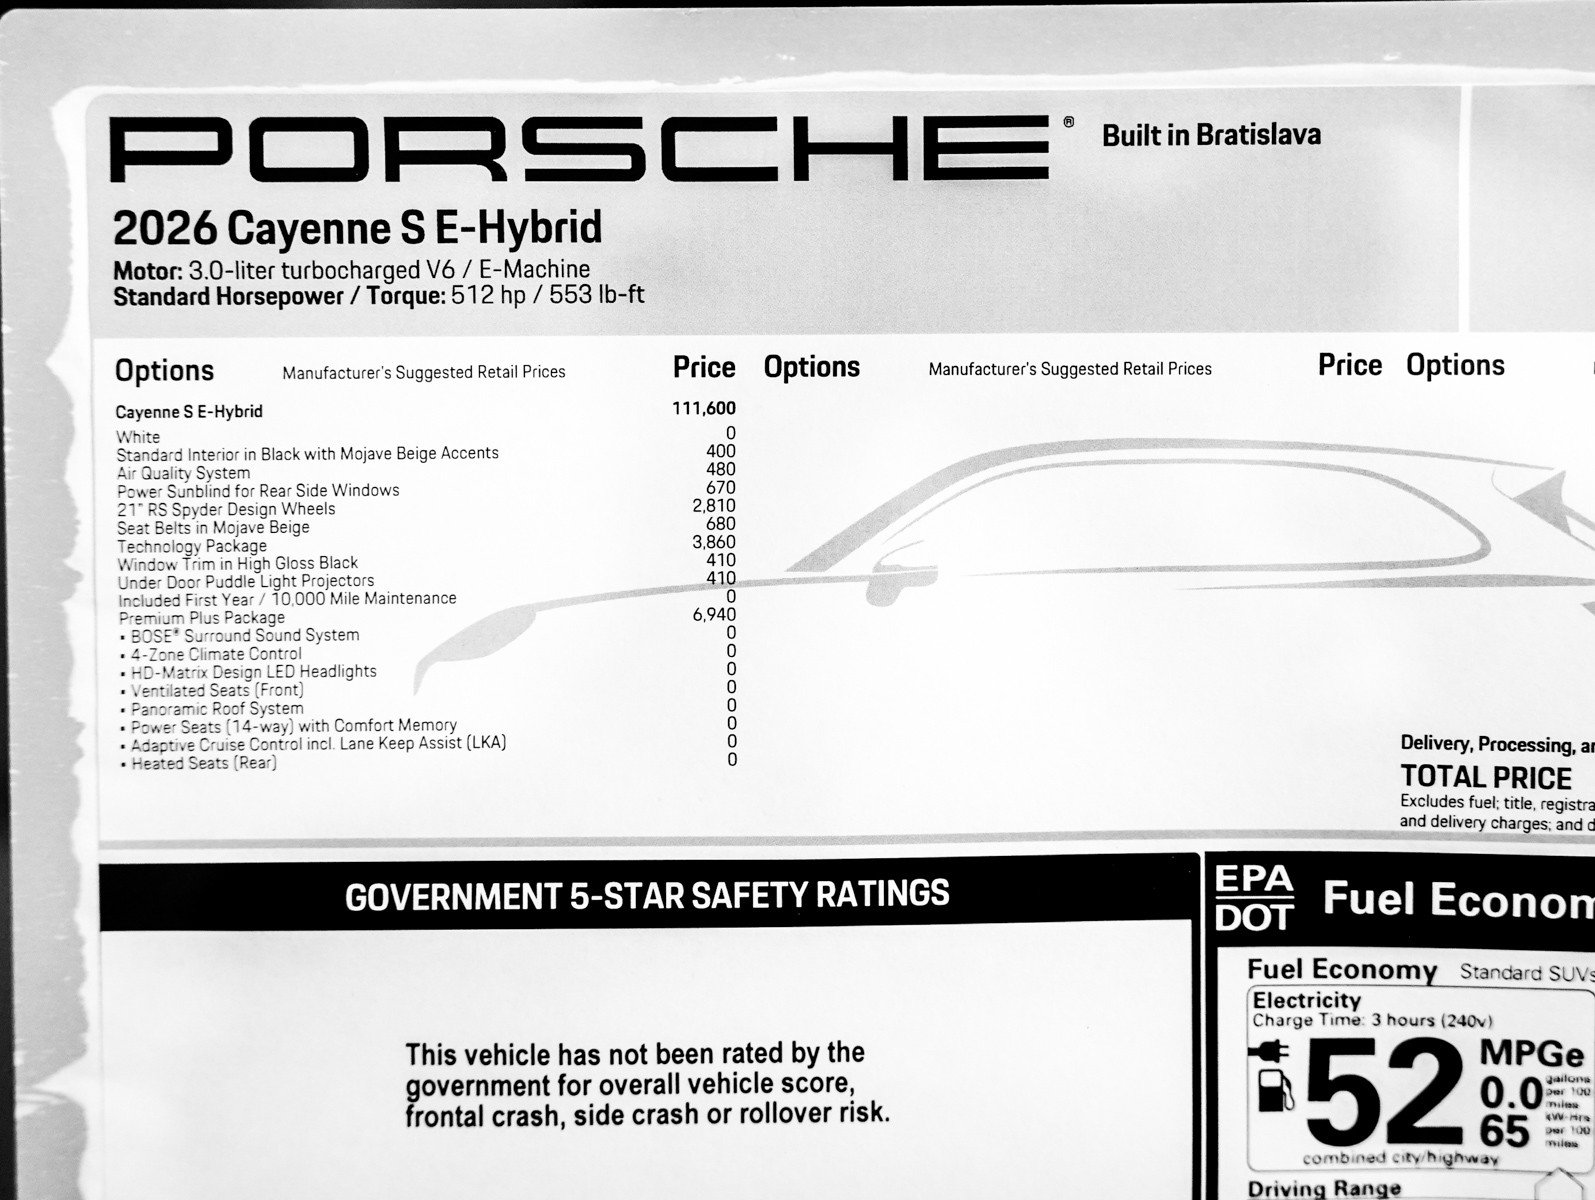 PORSCHE® Built in Bratislava
2026 Cayenne S E-Hybrid
Motor: 3.0-liter turbocharged V6 / E-Machine
Standard Horsepower / Torque: 512 hp / 553 lb-ft
Options Manufacturer's Suggested Retail Prices Price Options Manufacturer's Suggested Retail Prices Price Options
Cayenne S E-Hybrid 111,600
White 0
Standard Interior in Black with Mojave Beige Accents 400
Air Quality System 480
Power Sunblind for Rear Side Windows 670
21" RS Spyder Design Wheels 2,810
Seat Belts in Mojave Beige 680
Technology Package 3,860
Window Trim in High Gloss Black 410
Under Door Puddle Light Projectors 410
Included First Year / 10,000 Mile Maintenance 0
Premium Plus Package 6,940
• BOSE® Surround Sound System 0
• 4-Zone Climate Control 0
• HD-Matrix Design LED Headlights 0
• Ventilated Seats (Front) 0
• Panoramic Roof System 0
• Power Seats (14-way) with Comfort Memory 0
• Adaptive Cruise Control incl. Lane Keep Assist (LKA) 0
• Heated Seats (Rear) 0
Delivery, Processing,
TOTAL PRICE
Excludes fuel; title,
and delivery charges; and
GOVERNMENT 5-STAR SAFETY RATINGS
This vehicle has not been rated by the
government for overall vehicle score,
frontal crash, side crash or rollover risk.
EPA
DOT
Fuel
Fuel Economy Standard SUVs
Electricity
Charge Time: 3 hours (240v)
52 MPGe
0.0 gallons per 100 miles
65 kW-Hrs per 100 miles
combined city/highway
Driving Range